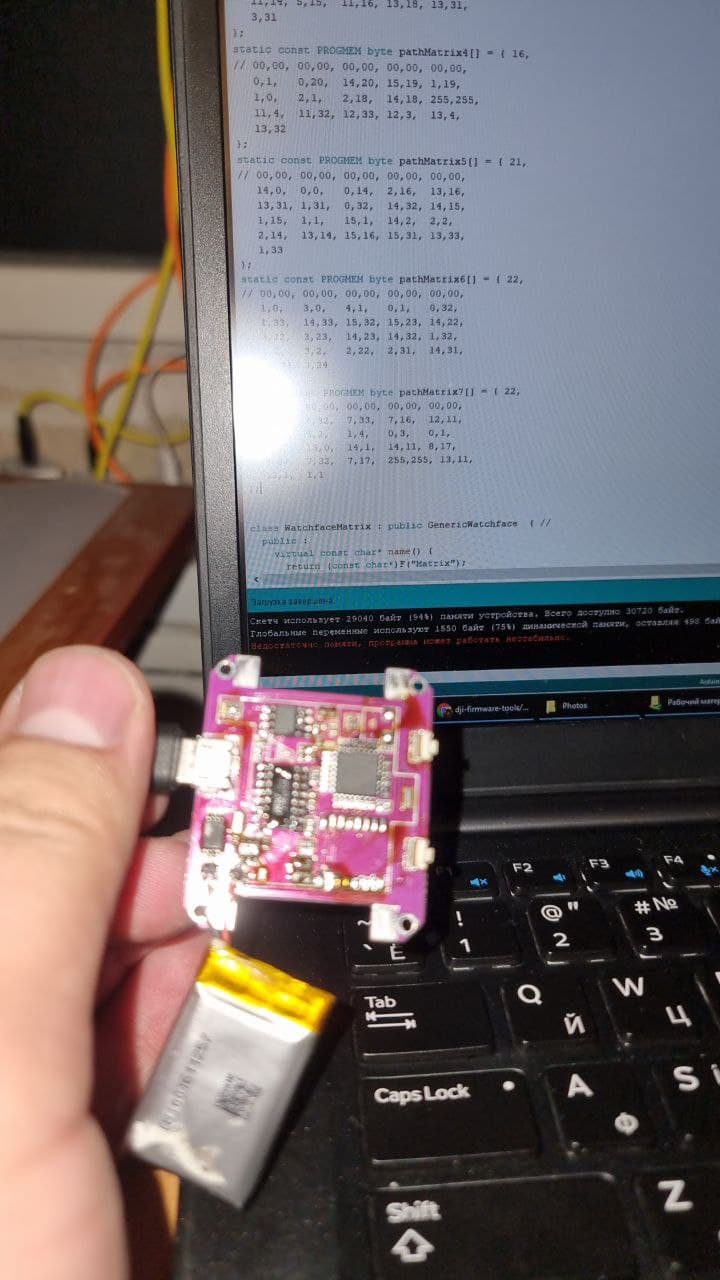 11,14, 5,15, 11,16, 13,18, 13,31,
3,31
};
static const PROGMEM byte pathMatrix4[] = { 16,
// 00,00, 00,00, 00,00, 00,00, 00,00,
0,1, 0,20, 14,20, 15,19, 1,19,
1,0, 2,1, 2,18, 14,18, 255,255,
11,4, 11,32, 12,33, 12,3, 13,4,
13,32
};
static const PROGMEM byte pathMatrix5[] = { 21,
// 00,00, 00,00, 00,00, 00,00, 00,00,
14,0, 0,0, 0,14, 2,16, 13,16,
13,31, 1,31, 0,32, 14,32, 14,15,
1,15, 1,1, 15,1, 14,2, 2,2,
2,14, 13,14, 15,16, 15,31, 13,33,
1,33
};
static const PROGMEM byte pathMatrix6[] = { 22,
// 00,00, 00,00, 00,00, 00,00, 00,00,
1,0, 3,0, 4,1, 0,1, 0,32,
1,33, 14,33, 15,32, 15,23, 14,22,
3,23, 14,23, 14,32, 1,32,
3,2, 2,22, 2,31, 14,31,
3,24
PROGMEM byte pathMatrix7[] = { 22,
00,00, 00,00, 00,00, 00,00,
7,33, 7,16, 12,11,
1,4, 0,3, 0,1,
14,1, 14,11, 8,17,
7,32, 7,17, 255,255, 13,11,
1,1
class WatchfaceMatrix : public GenericWatchface { //
public :
virtual const char* name() {
return (const char*)F("Matrix");
Загрузка завершена.
Скетч использует 29040 байт (94%) памяти устройства. Всего доступно 30720 байт.
Глобальные переменные используют 1550 байт (75%) динамической памяти, оставляя 498 бай
Недостаточно памяти, программа может работать нестабильно.
dji-firmware-tools/...
Photos
Рабочий матер
F2
F3
F4
! 1
@ " 2
# № 3
Ё
Tab
Q Й
W Ц
Caps Lock
A Ф
S
Shift
Z